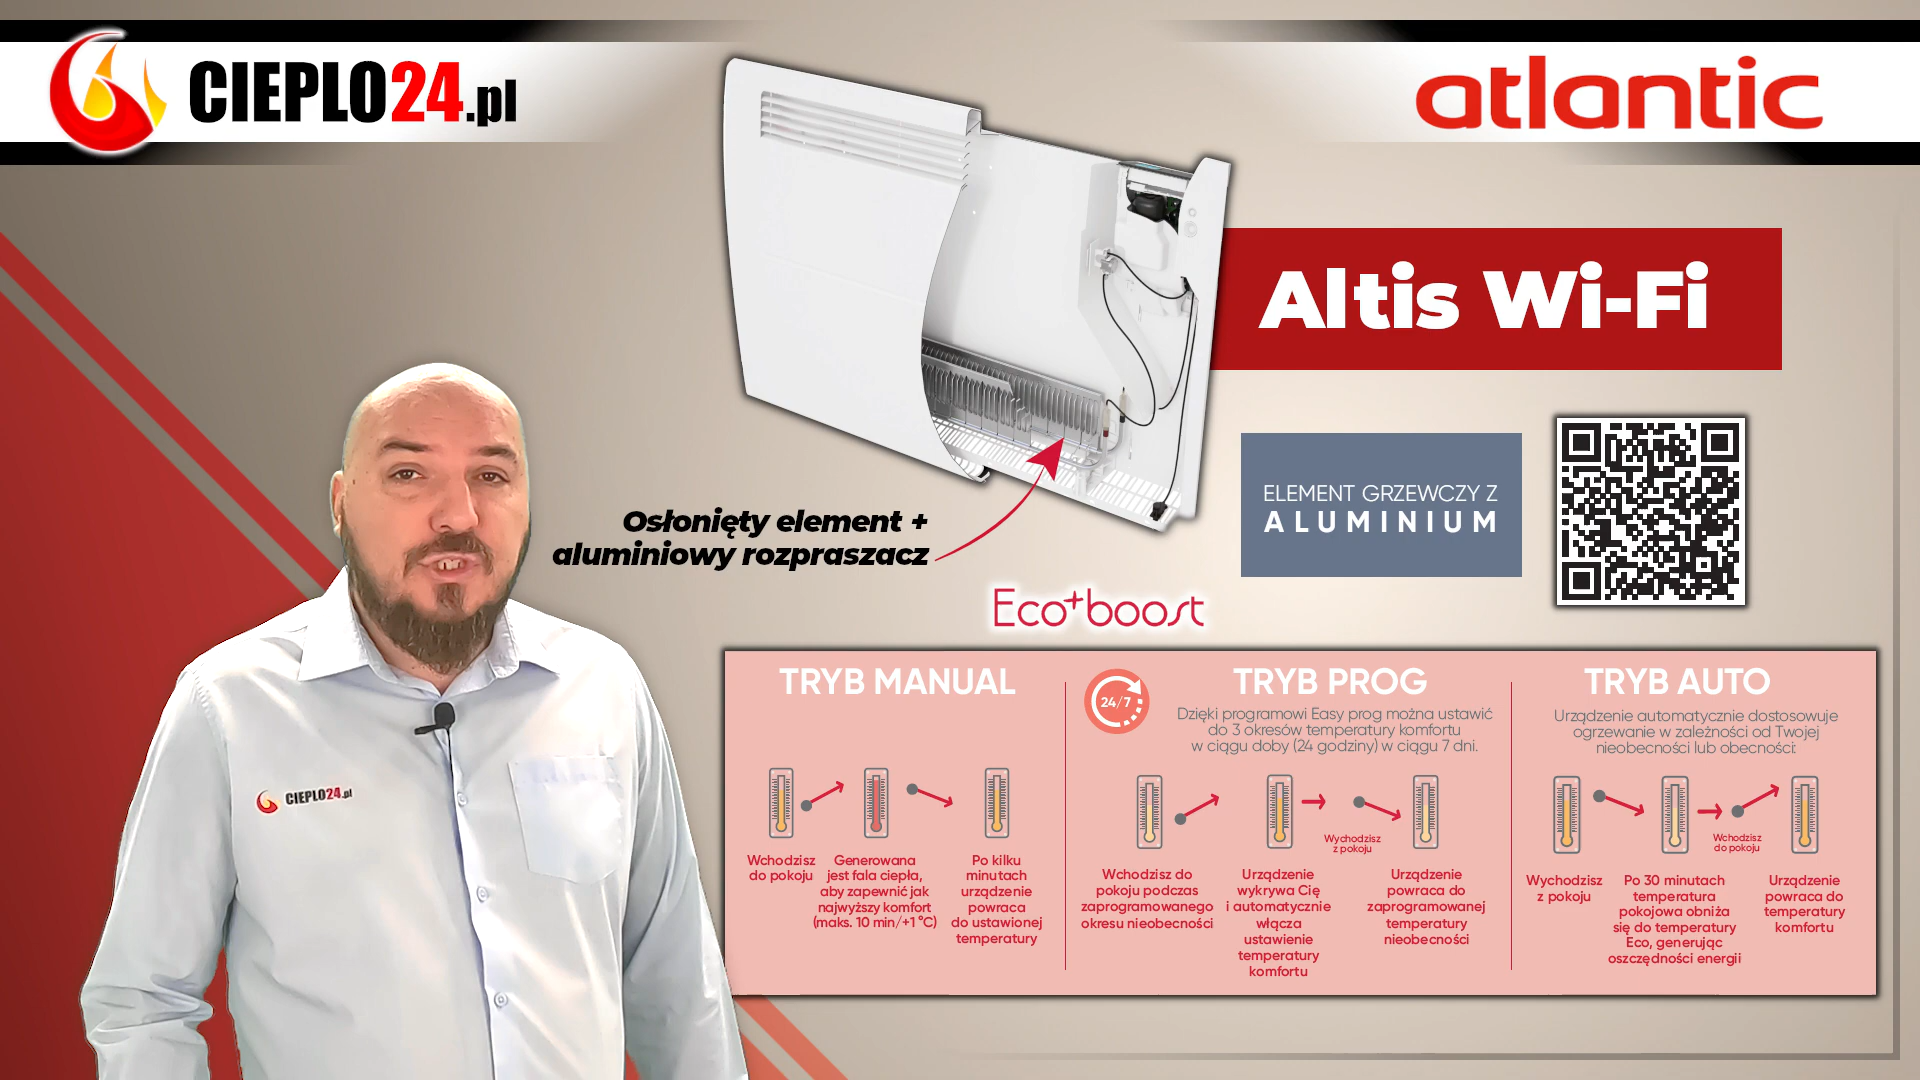 CIEPLO24.pl
atlantic
Altis Wi-Fi
ELEMENT GRZEWCZY Z
ALUMINIUM
Osłonięty element +
aluminiowy rozpraszacz
Eco+boost
TRYB MANUAL
Wchodzisz
do pokoju
Generowana
jest fala ciepła,
aby zapewnić jak
najwyższy komfort
(maks. 10 min/+1 °C)
Po kilku
minutach
urządzenie
powraca
do ustawionej
temperatury
24/7
TRYB PROG
Dzięki programowi Easy prog można ustawić
do 3 okresów temperatury komfortu
w ciągu doby (24 godziny) w ciągu 7 dni.
Wchodzisz do
pokoju podczas
zaprogramowanego
okresu nieobecności
Urządzenie
wykrywa Cię
i automatycznie
włącza
ustawienie
temperatury
komfortu
Wychodzisz
z pokoju
Urządzenie
powraca do
zaprogramowanej
temperatury
nieobecności
TRYB AUTO
Urządzenie automatycznie dostosowuje
ogrzewanie w zależności od Twojej
nieobecności lub obecności:
Wychodzisz
z pokoju
Po 30 minutach
temperatura
pokojowa obniża
się do temperatury
Eco, generując
oszczędności energii
Wchodzisz
do pokoju
Urządzenie
powraca do
temperatury
komfortu
CIEPLO24.pl